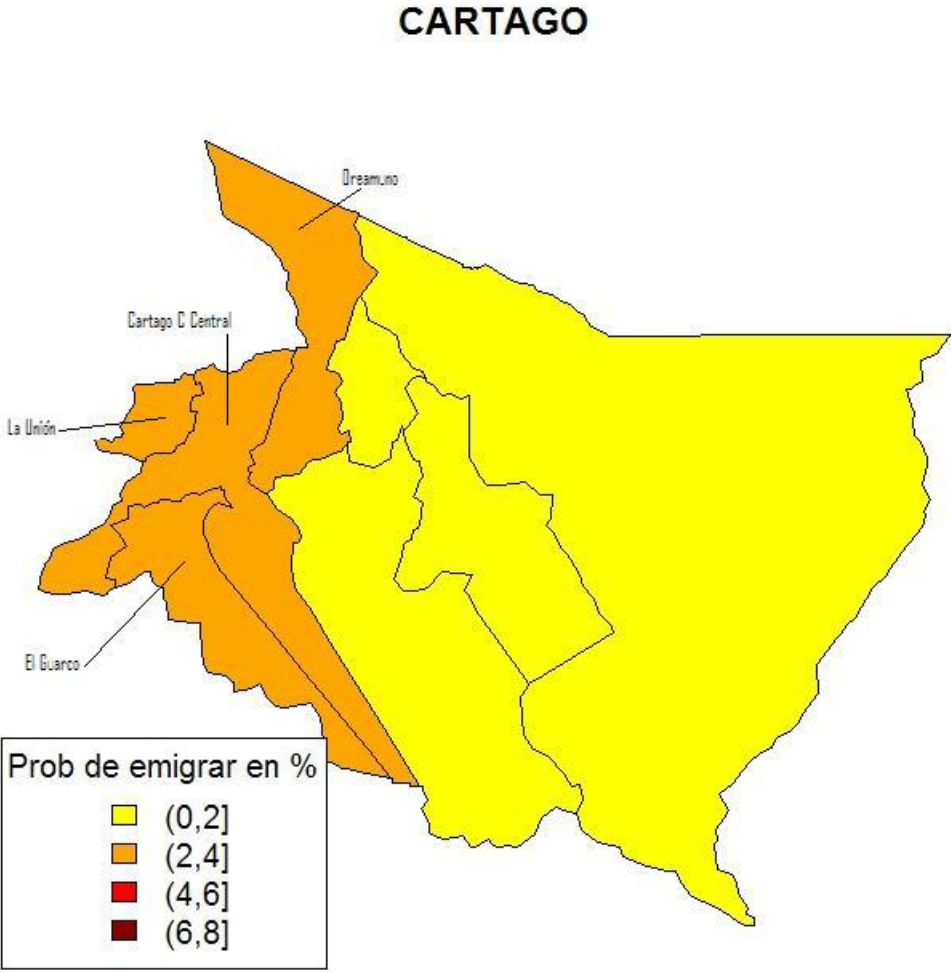 CARTAGO
Oreamuno
Cartago C Central
La Unión
El Guarco
Prob de emigrar en %
(0,2]
(2,4]
(4,6]
(6,8]